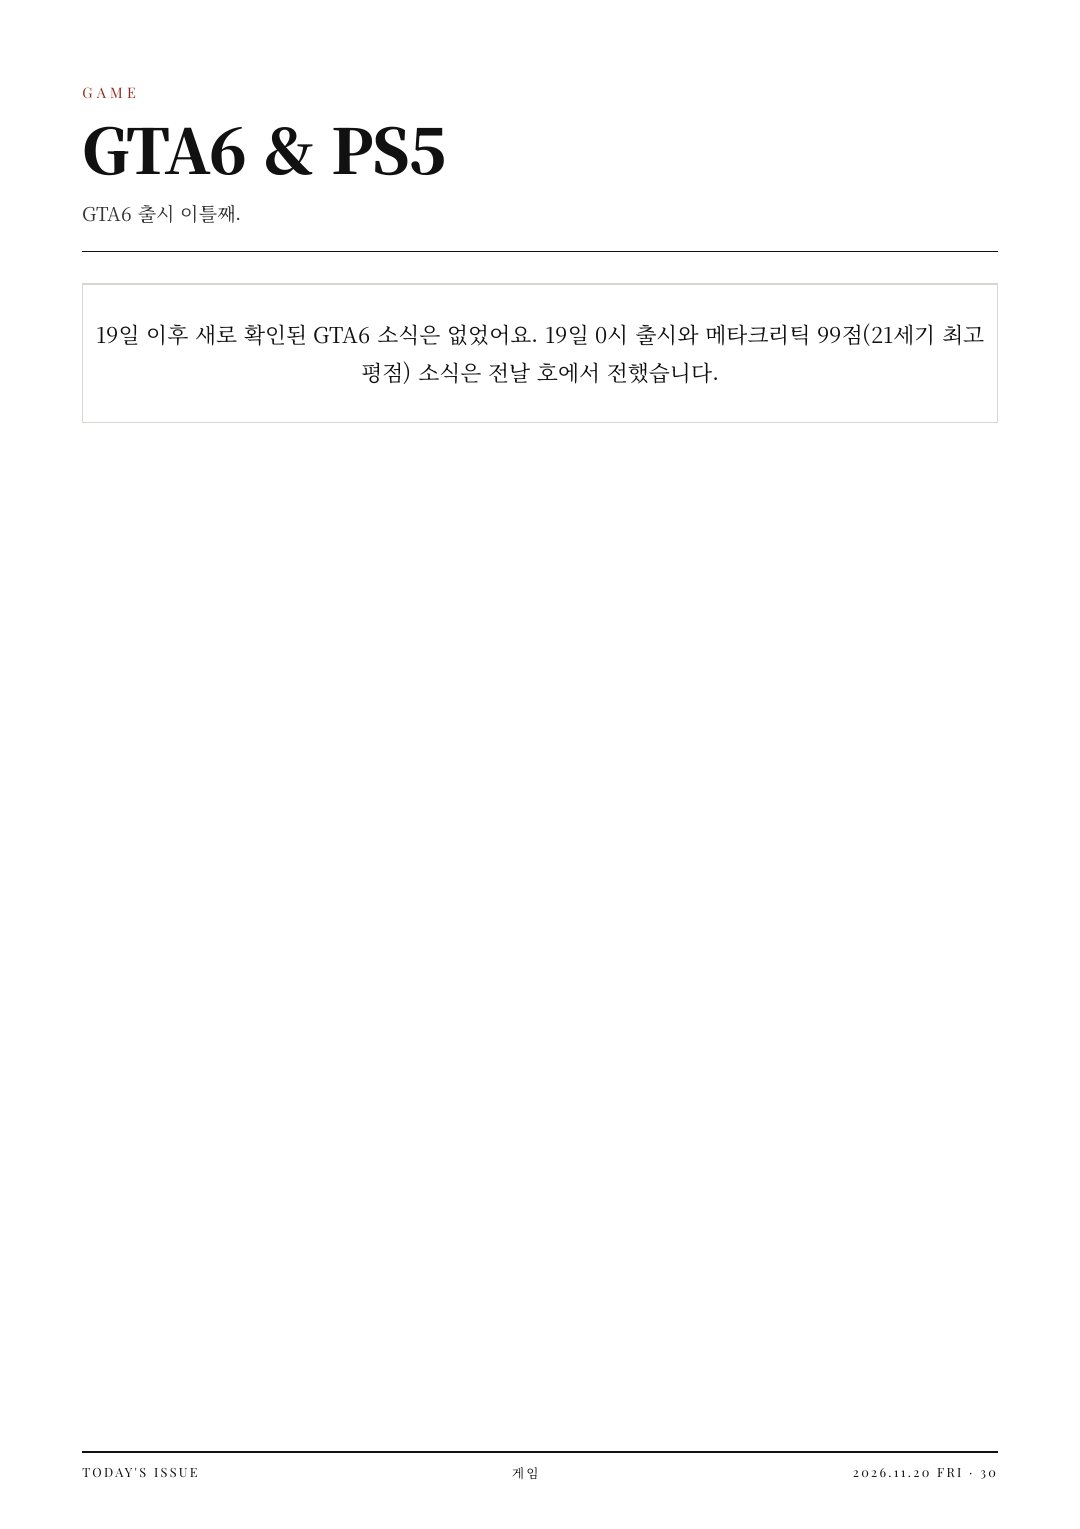 GAME
GTA6 & PS5
GTA6 출시 이틀째.
19일 이후 새로 확인된 GTA6 소식은 없었어요. 19일 0시 출시와 메타크리틱 99점(21세기 최고
평점) 소식은 전날 호에서 전했습니다.
TODAY'S ISSUE 게임 2026.11.20 FRI · 30